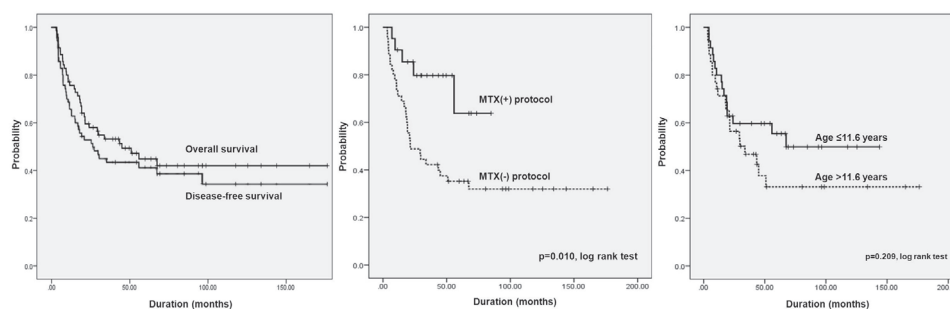 1.0
0.8
0.6
0.4
0.2
0.0
Probability
Overall survival
Disease-free survival
.00 50.00 100.00 150.00
Duration (months)
1.0
0.8
0.6
0.4
0.2
0.0
Probability
MTX(+) protocol
MTX(-) protocol
p=0.010, log rank test
.00 50.00 100.00 150.00 200.00
Duration (months)
1.0
0.8
0.6
0.4
0.2
0.0
Probability
Age ≤11.6 years
Age >11.6 years
p=0.209, log rank test
.00 50.00 100.00 150.00 200.
Duration (months)